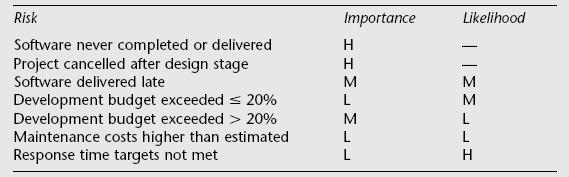 Risk Importance Likelihood
Software never completed or delivered H —
Project cancelled after design stage H —
Software delivered late M M
Development budget exceeded ≤ 20% L M
Development budget exceeded > 20% M L
Maintenance costs higher than estimated L L
Response time targets not met L H